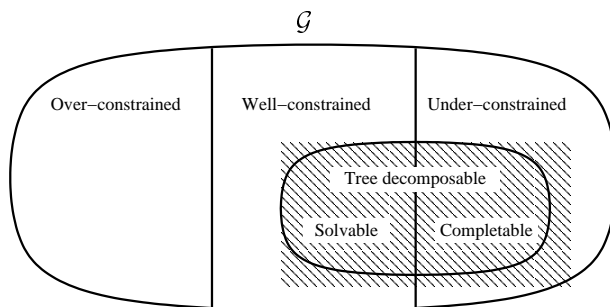 𝒢
Over−constrained Well−constrained Under−constrained
Tree decomposable
Solvable Completable